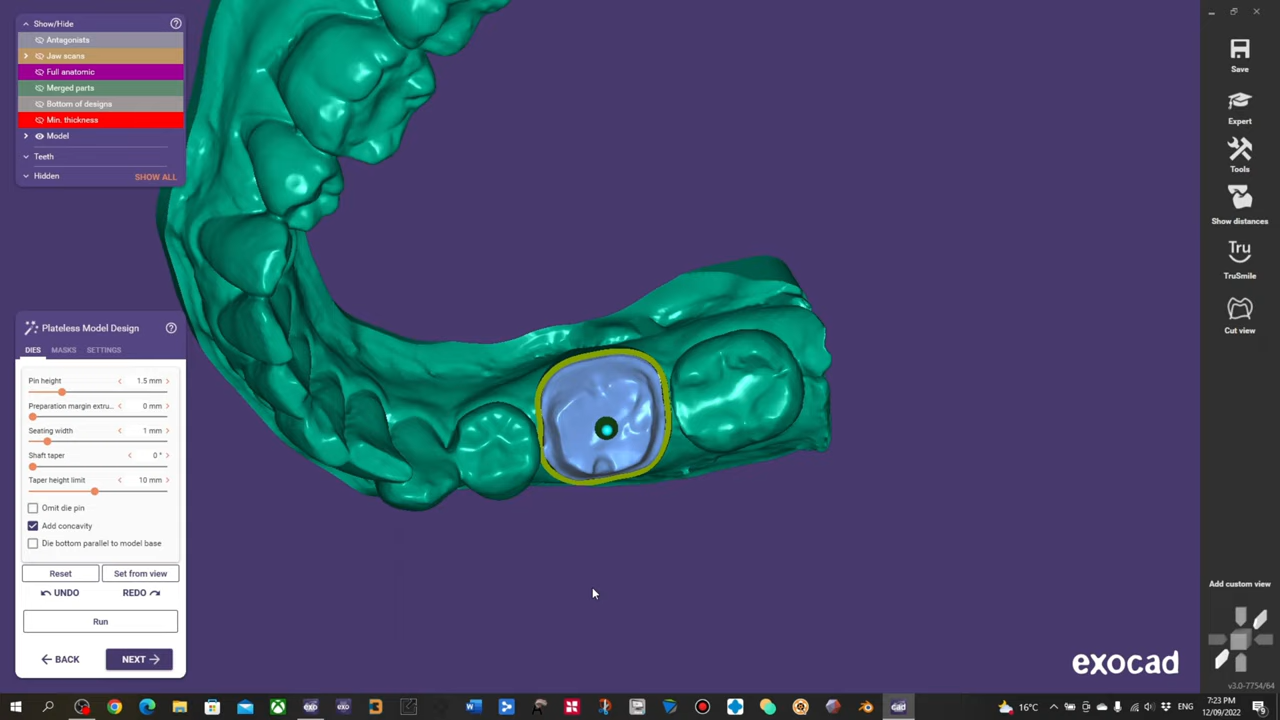 Show/Hide
Antagonists
Jaw scans
Full anatomic
Merged parts
Bottom of designs
Min. thickness
Model
Teeth
Hidden SHOW ALL
Plateless Model Design
DIES MASKS SETTINGS
Pin height 1.5 mm
Preparation margin extru... 0 mm
Seating width 1 mm
Shaft taper 0 °
Taper height limit 10 mm
Omit die pin
Add concavity
Die bottom parallel to model base
Reset Set from view
UNDO REDO
Run
BACK NEXT
Save
Expert
Tools
Show distances
Tru
TruSmile
Cut view
Add custom view
exocad
v3.0-7754/64
16°C
7:23 PM
12/09/2022